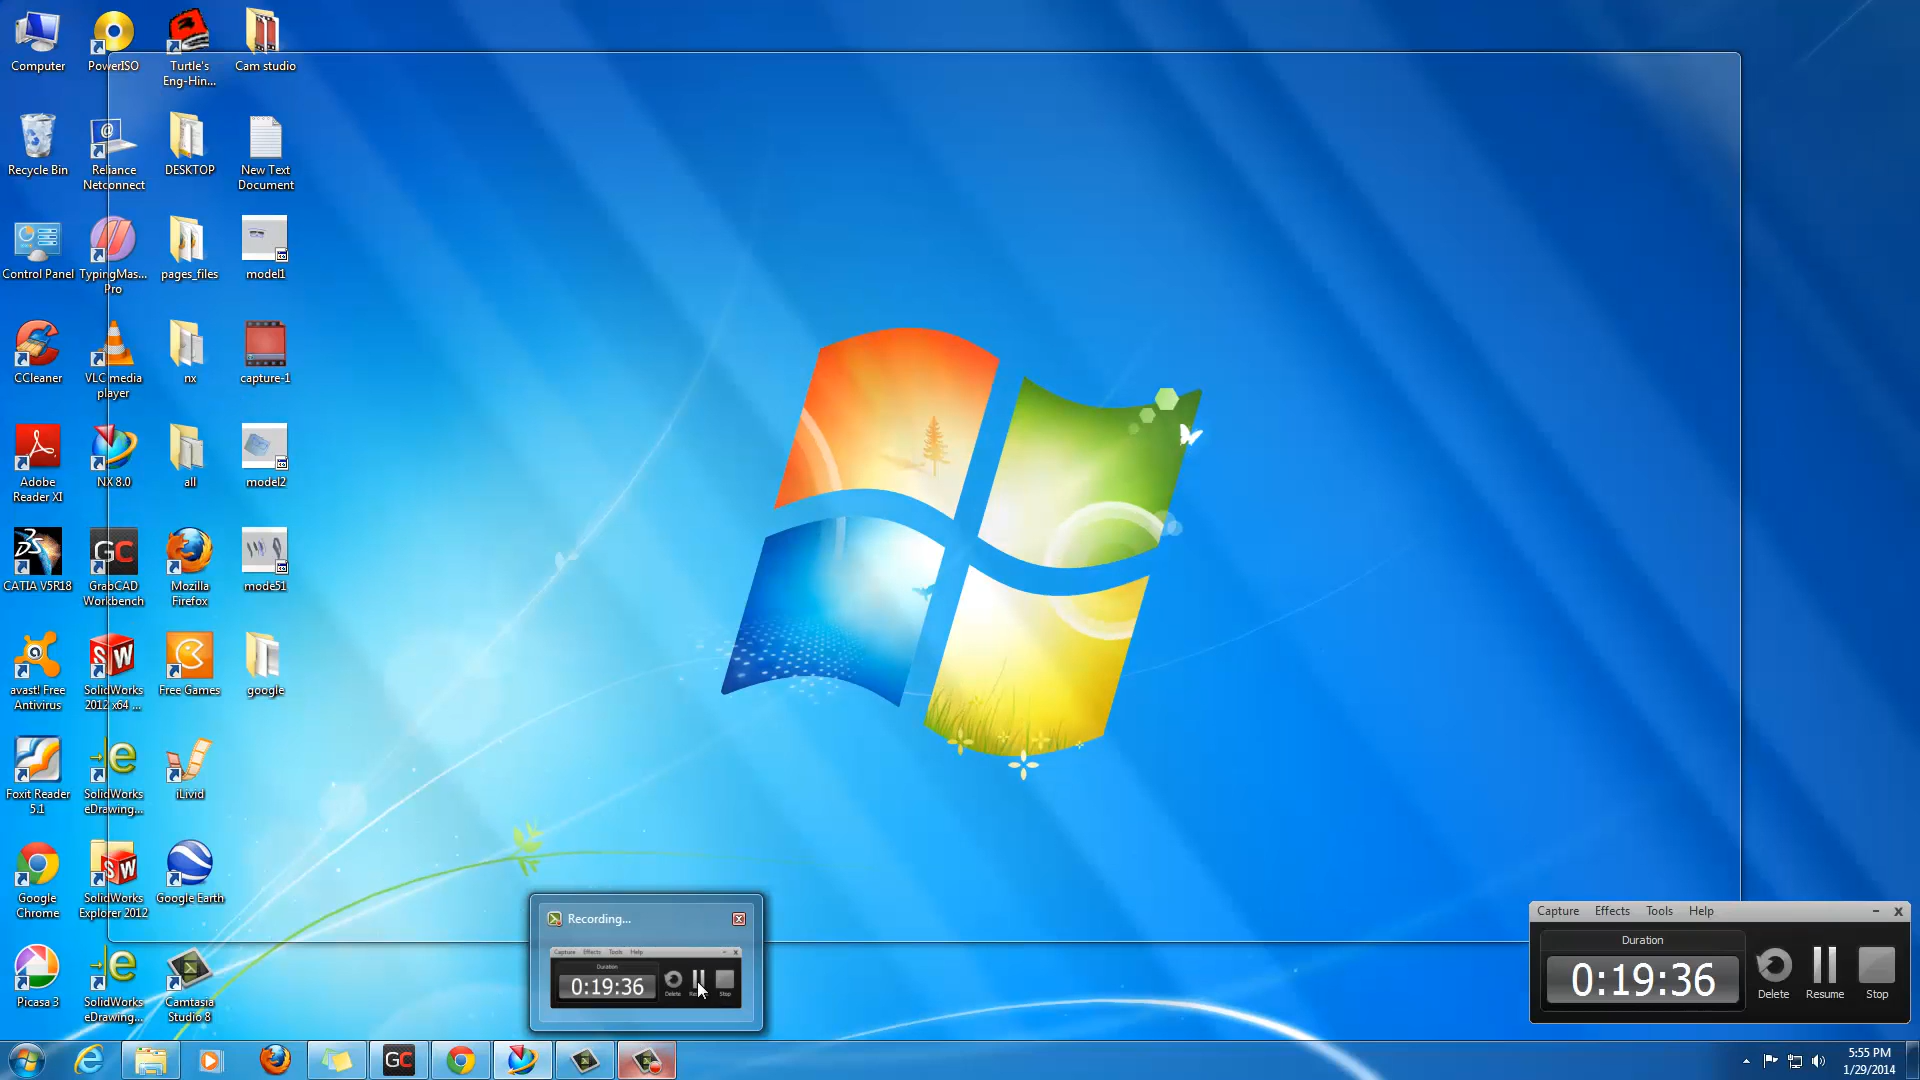 Computer
PowerISO
Turtle's
Eng-Hin...
Cam studio
Recycle Bin
Reliance
Netconnect
DESKTOP
New Text
Document
Control Panel
TypingMas...
Pro
pages_files
model1
CCleaner
VLC media
player
nx
capture-1
Adobe
Reader XI
NX 8.0
all
model2
CATIA V5R18
GC
GrabCAD
Workbench
Mozilla
Firefox
mode51
avast! Free
Antivirus
SW
SolidWorks
2012 x64 ...
Free Games
google
Foxit Reader
5.1
SolidWorks
eDrawing...
iLivid
Google
Chrome
SW
SolidWorks
Explorer 2012
Google Earth
Picasa 3
SolidWorks
eDrawing...
Camtasia
Studio 8
Recording...
Capture Effects Tools Help
Duration
0:19:36
Delete
Stop
Capture Effects Tools Help
Duration
0:19:36
Delete Resume Stop
GC
5:55 PM
1/29/2014